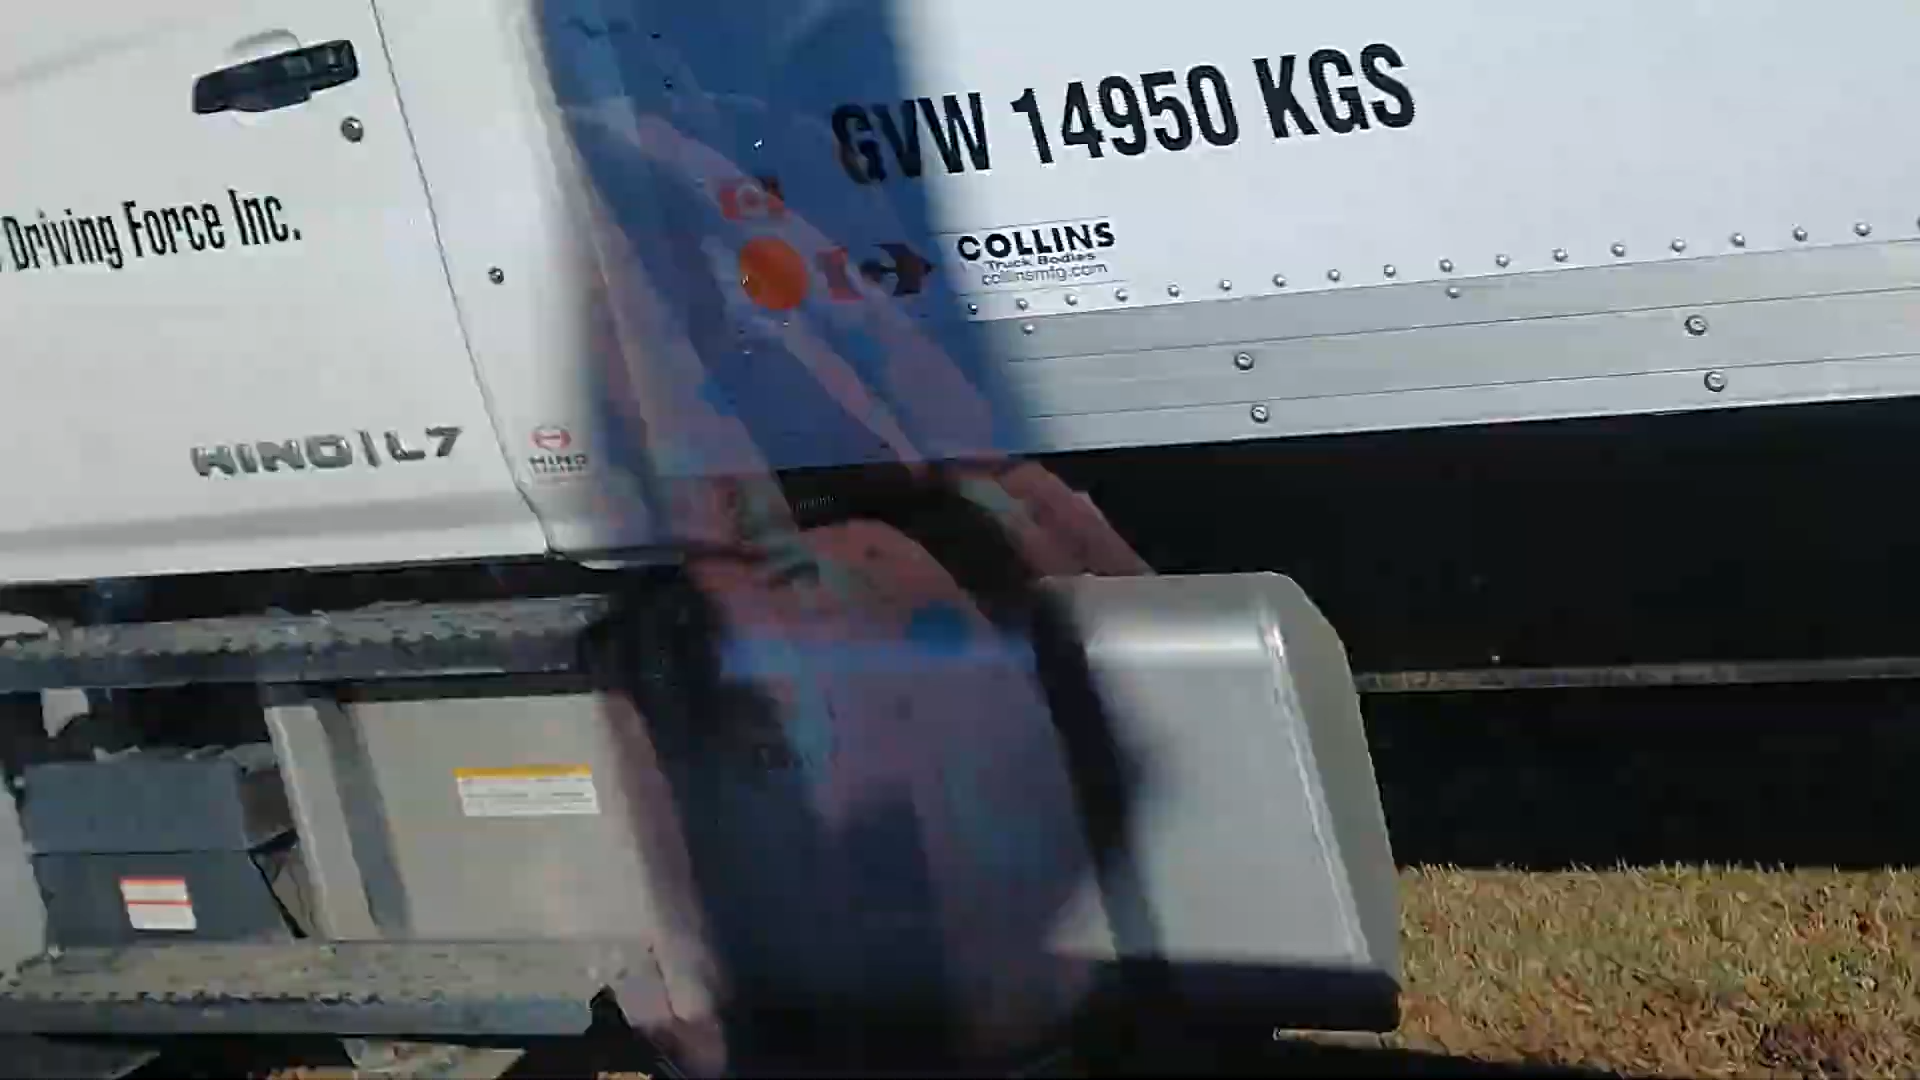 GVW 14950 KGS
Driving Force Inc.
COLLINS
Truck Bodies
collinsmfg.com
HINO L7
HINO